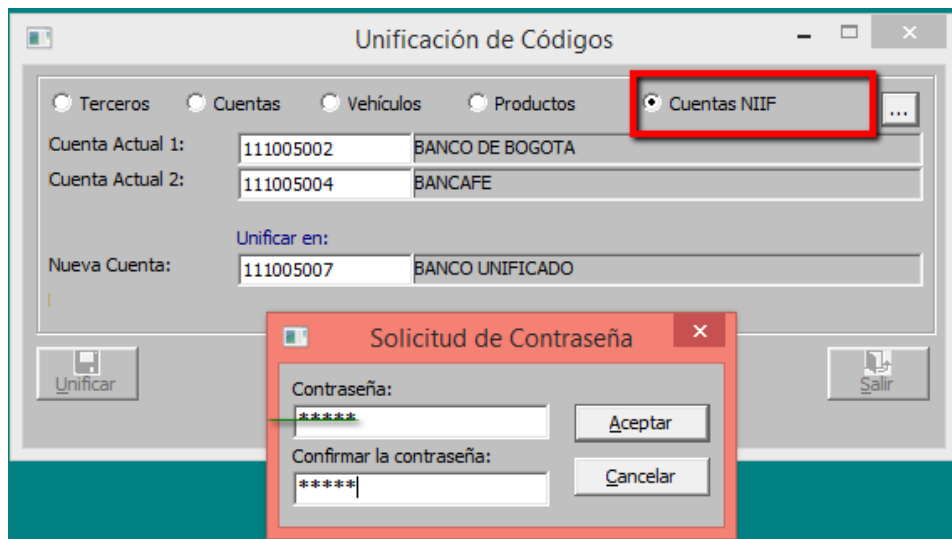 Unificación de Códigos
Terceros Cuentas Vehículos Productos Cuentas NIIF ...
Cuenta Actual 1: 111005002 BANCO DE BOGOTA
Cuenta Actual 2: 111005004 BANCAFE
Unificar en:
Nueva Cuenta: 111005007 BANCO UNIFICADO
Unificar
Salir
Solicitud de Contraseña
Contraseña:
*****
Aceptar
Confirmar la contraseña:
*****
Cancelar